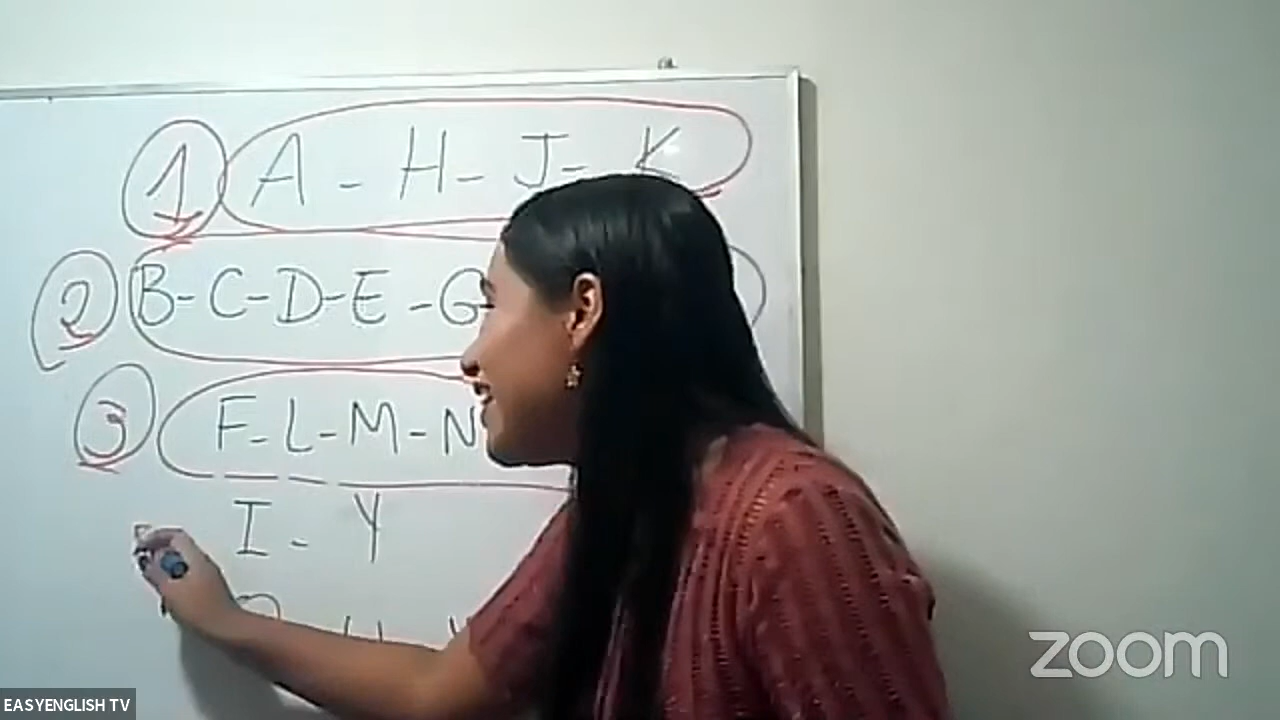 1 A - H - J - K
2 B - C - D - E - G
3 F - L - M - N
I - Y
zoom
EASYENGLISH TV